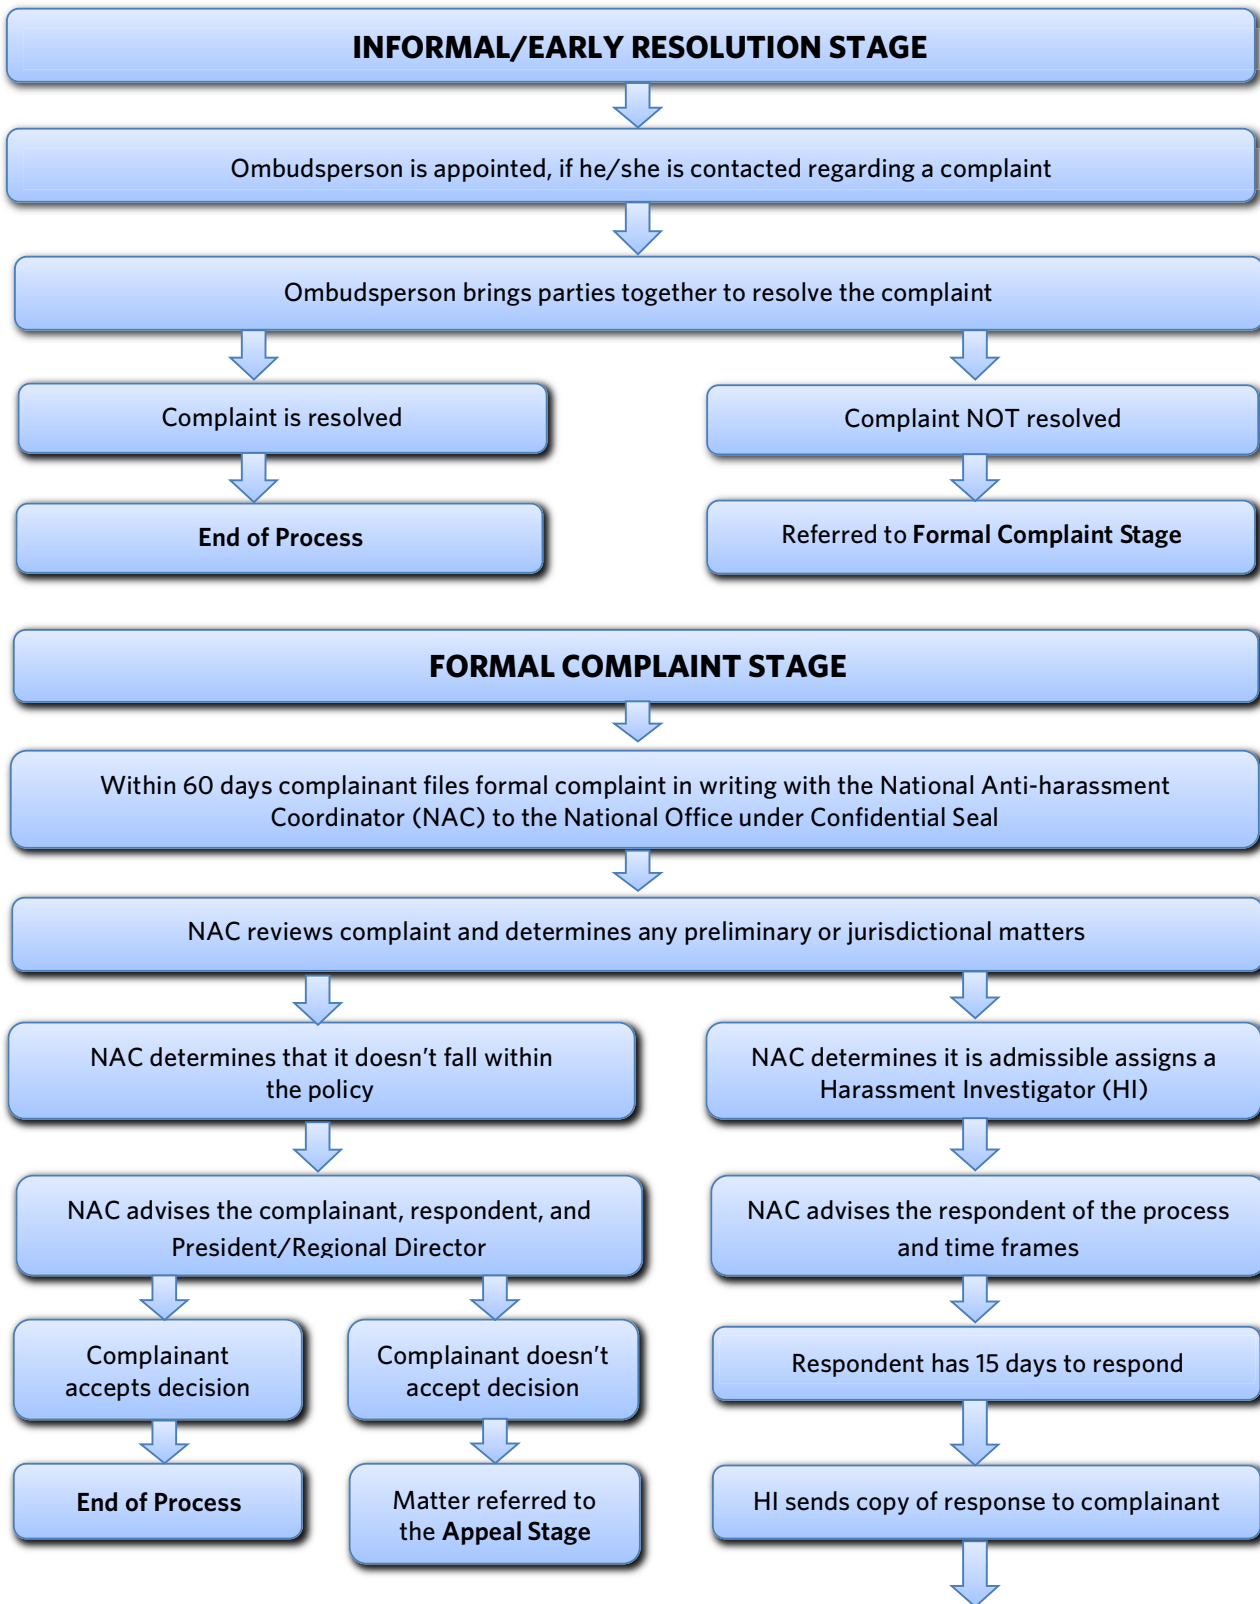 INFORMAL/EARLY RESOLUTION STAGE
Ombudsperson is appointed, if he/she is contacted regarding a complaint
Ombudsperson brings parties together to resolve the complaint
Complaint is resolved
Complaint NOT resolved
End of Process
Referred to Formal Complaint Stage
FORMAL COMPLAINT STAGE
Within 60 days complainant files formal complaint in writing with the National Anti-harassment
Coordinator (NAC) to the National Office under Confidential Seal
NAC reviews complaint and determines any preliminary or jurisdictional matters
NAC determines that it doesn't fall within
the policy
NAC determines it is admissible assigns a
Harassment Investigator (HI)
NAC advises the complainant, respondent, and
President/Regional Director
NAC advises the respondent of the process
and time frames
Complainant
accepts decision
Complainant doesn't
accept decision
Respondent has 15 days to respond
End of Process
Matter referred to
the Appeal Stage
HI sends copy of response to complainant